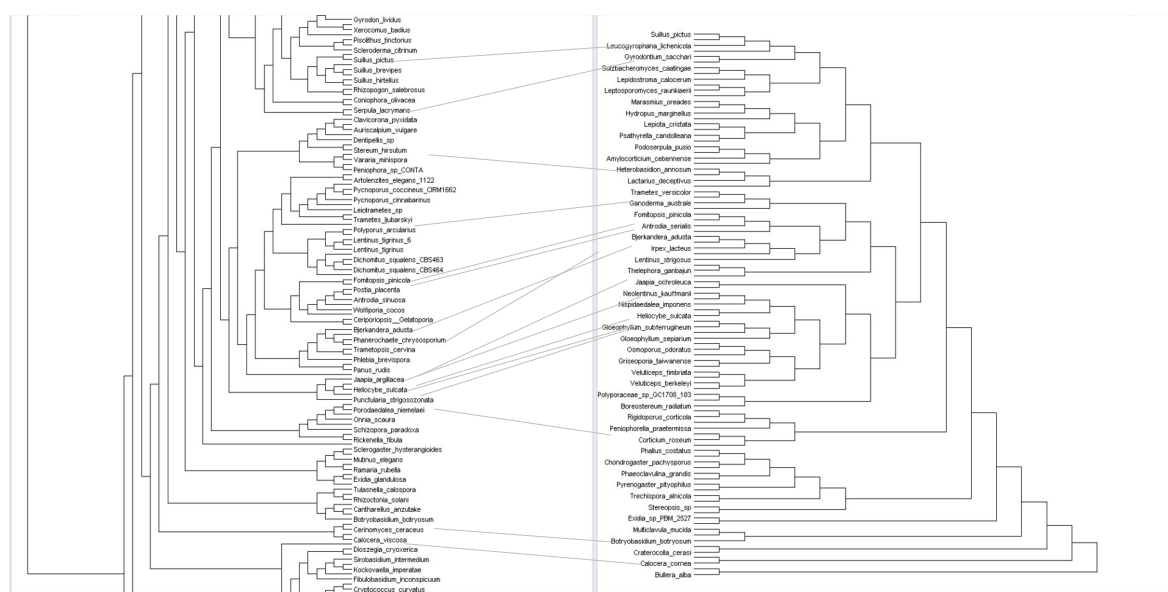 Gyrodon_lividus
Xerocomus_badius
Pisolithus_tinctorius
Scleroderma_citrinum
Suillus_pictus
Suillus_brevipes
Suillus_hirtellus
Rhizopogon_salebrosus
Coniophora_olivacea
Serpula_lacrymans
Clavicorona_pyxidata
Auriscalpium_vulgare
Dentipellis_sp
Stereum_hirsutum
Vararia_minispora
Peniophora_sp_CONTA
Artolenzites_elegans_1122
Pycnoporus_coccineus_CIRM1662
Pycnoporus_cinnabarinus
Leiotrametes_sp
Trametes_ljubarskyi
Polyporus_arcularius
Lentinus_tigrinus_6
Lentinus_tigrinus
Dichomitus_squalens_CBS463
Dichomitus_squalens_CBS464
Fomitopsis_pinicola
Postia_placenta
Antrodia_sinuosa
Wolfiporia_cocos
Ceriporiopsis__Gelatoporia
Bjerkandera_adusta
Phanerochaete_chrysosporium
Trametopsis_cervina
Phlebia_brevispora
Panus_rudis
Jaapia_argillacea
Heliocybe_sulcata
Punctularia_strigosozonata
Porodaedalea_niemelaei
Onnia_scaura
Schizopora_paradoxa
Rickenella_fibula
Sclerogaster_hysterangioides
Mutinus_elegans
Ramaria_rubella
Exidia_glandulosa
Tulasnella_calospora
Rhizoctonia_solani
Cantharellus_anzutake
Botryobasidium_botryosum
Cerinomyces_ceraceus
Calocera_viscosa
Dioszegia_cryoxerica
Sirobasidium_intermedium
Kockovaella_imperatae
Fibulobasidium_inconspicuum
Cryptococcus_curvatus
Suillus_pictus
Leucogyrophana_lichenicola
Gyrodontium_sacchari
Sulzbacheromyces_caatingae
Lepidostroma_calocerum
Leptosporomyces_raunkiaerii
Marasmius_oreades
Hydropus_marginellus
Lepiota_cristata
Psathyrella_candolleana
Podoserpula_pusio
Amylocorticium_cebennense
Heterobasidion_annosum
Lactarius_deceptivus
Trametes_versicolor
Ganoderma_australe
Fomitopsis_pinicola
Antrodia_serialis
Bjerkandera_adusta
Irpex_lacteus
Lentinus_strigosus
Thelephora_ganbajun
Jaapia_ochroleuca
Neolentinus_kauffmanii
Nispidaedalea_imponens
Heliocybe_sulcata
Gloeophyllum_subferrugineum
Gloeophyllum_sepiarium
Osmoporus_odoratus
Griseoporia_taiwanense
Veluticeps_fimbriata
Veluticeps_berkeleyi
Polyporaceae_sp_GC1708_183
Boreostereum_radiatum
Rigidoporus_corticola
Peniophorella_praetermissa
Corticium_roseum
Phallus_costatus
Chondrogaster_pachysporus
Phaeoclavulina_grandis
Pyrenogaster_pityophilus
Trechispora_alnicola
Stereopsis_sp
Exidia_sp_PBM_2527
Multiclavula_mucida
Botryobasidium_botryosum
Craterocolla_cerasi
Calocera_cornea
Bullera_alba